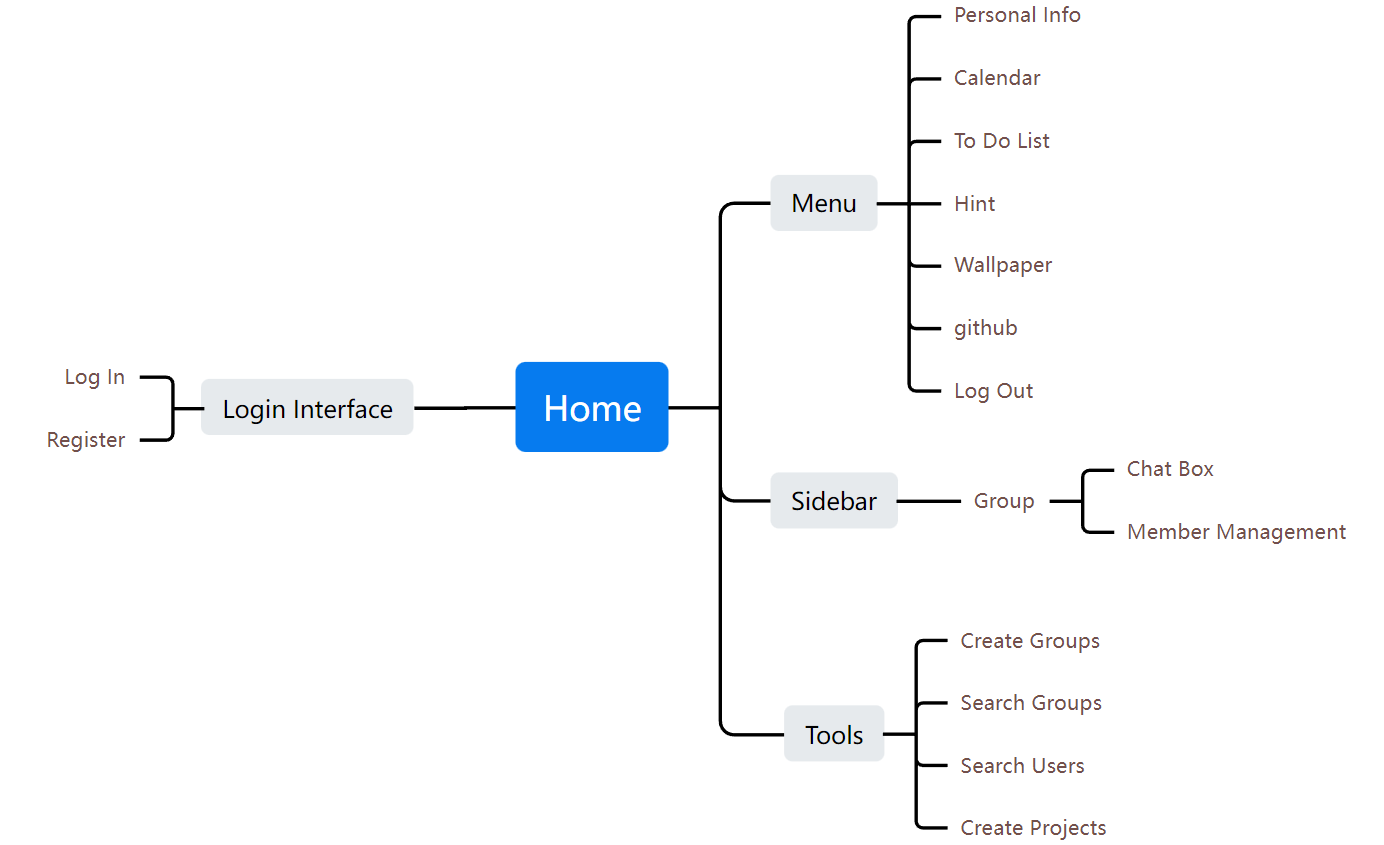 Personal Info
Calendar
To Do List
Menu
Hint
Wallpaper
github
Log In
Log Out
Login Interface
Home
Register
Chat Box
Sidebar
Group
Member Management
Create Groups
Search Groups
Tools
Search Users
Create Projects